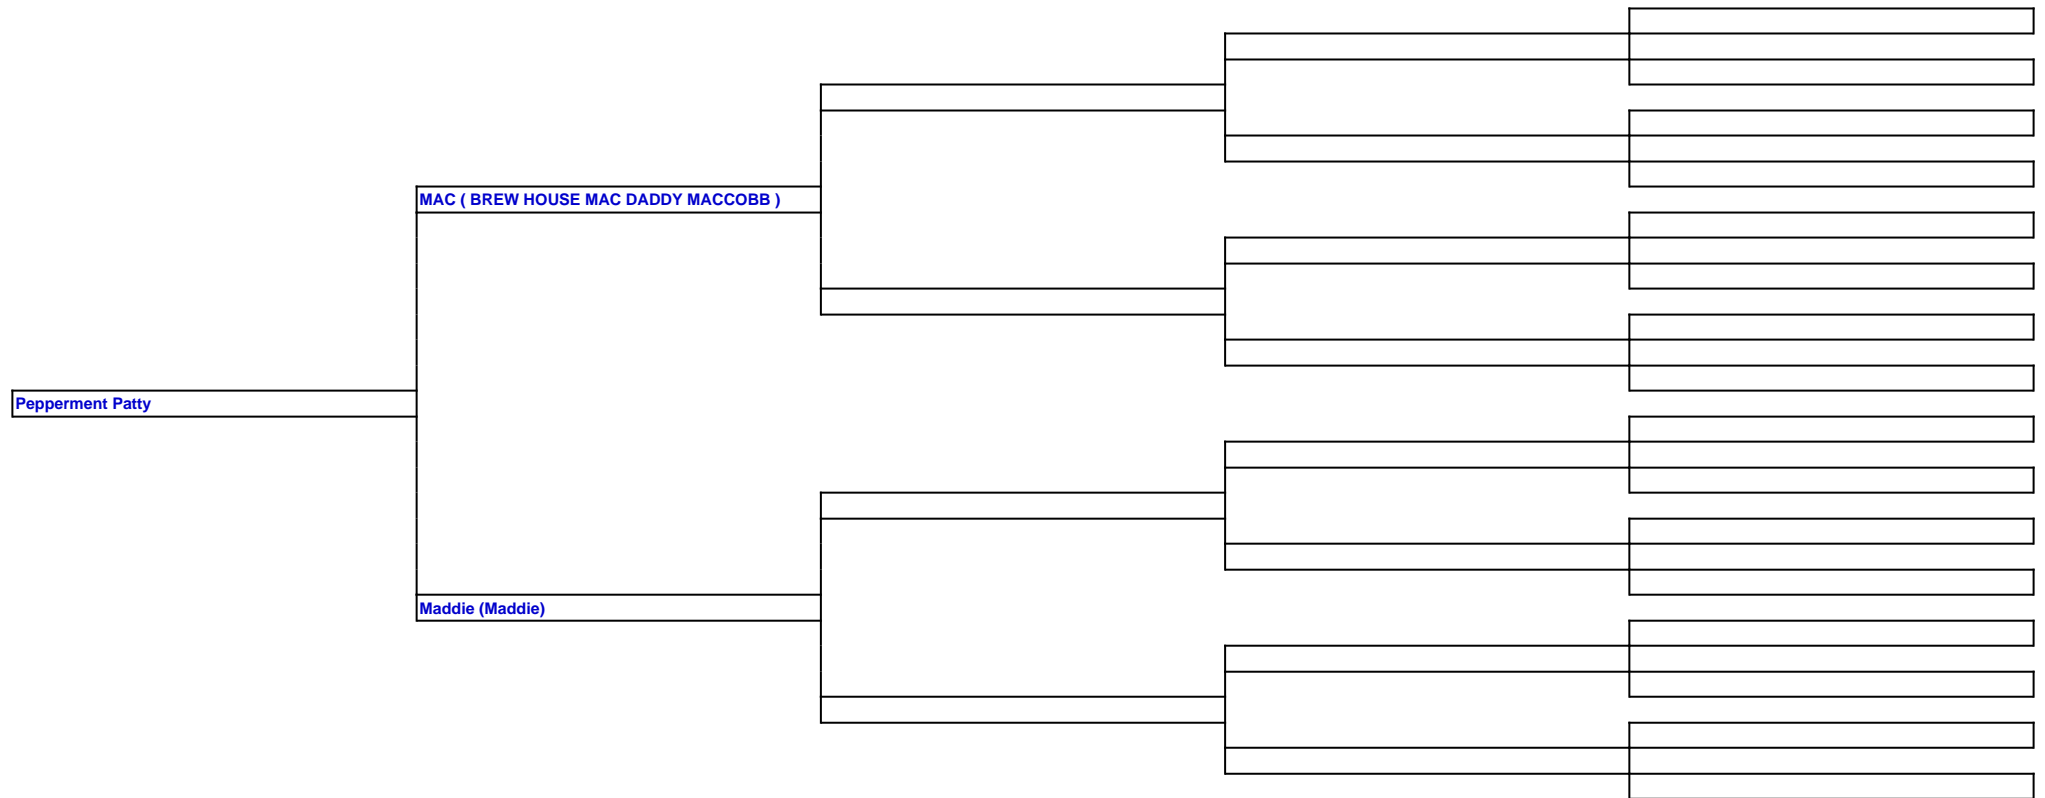 MAC ( BREW HOUSE MAC DADDY MACCOBB )
Pepperment Patty
Maddie (Maddie)